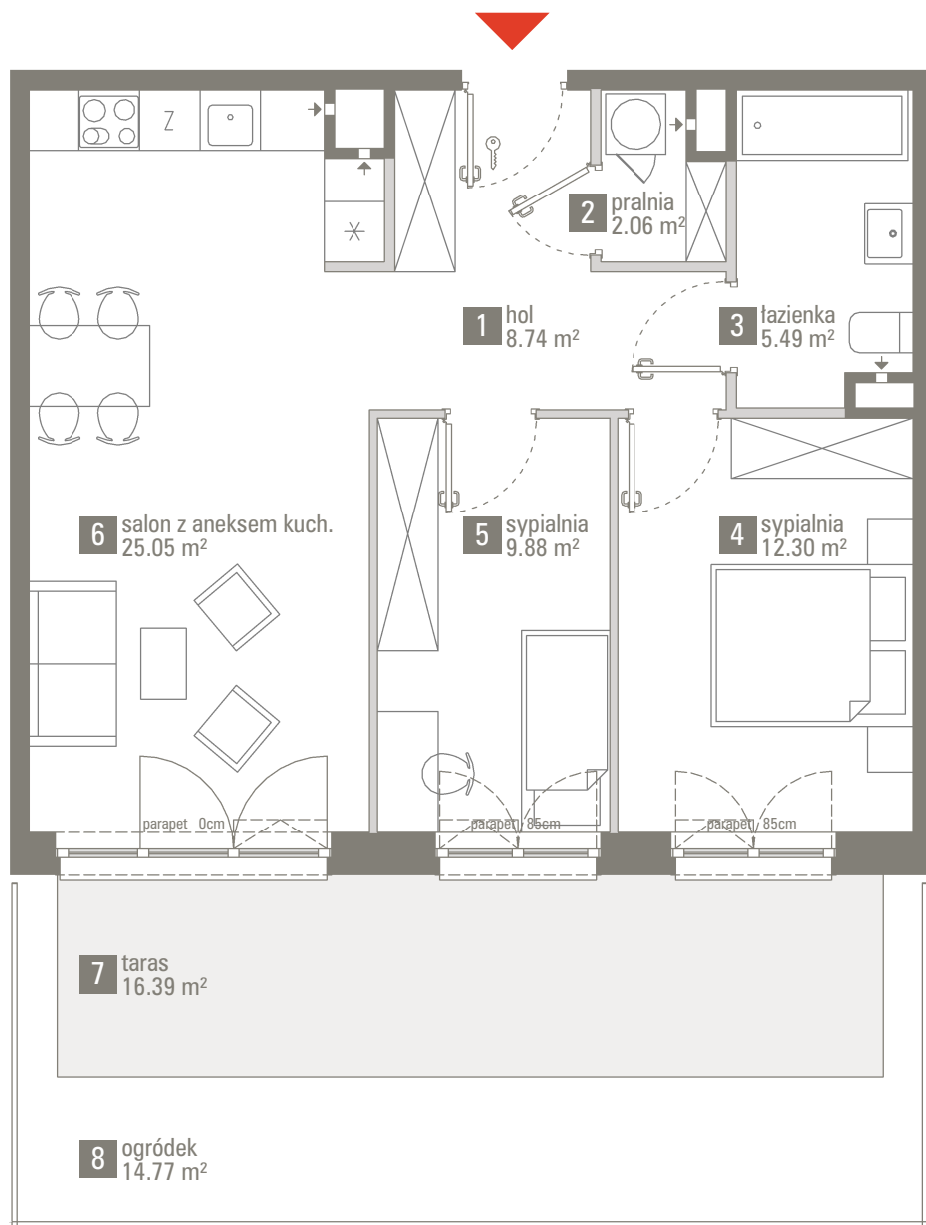 Z
2 pralnia
2.06 m²
1 hol
8.74 m²
3 łazienka
5.49 m²
6 salon z aneksem kuch.
25.05 m²
5 sypialnia
9.88 m²
4 sypialnia
12.30 m²
parapet 0cm
parapet 85cm
parapet 85cm
7 taras
16.39 m²
8 ogródek
14.77 m²